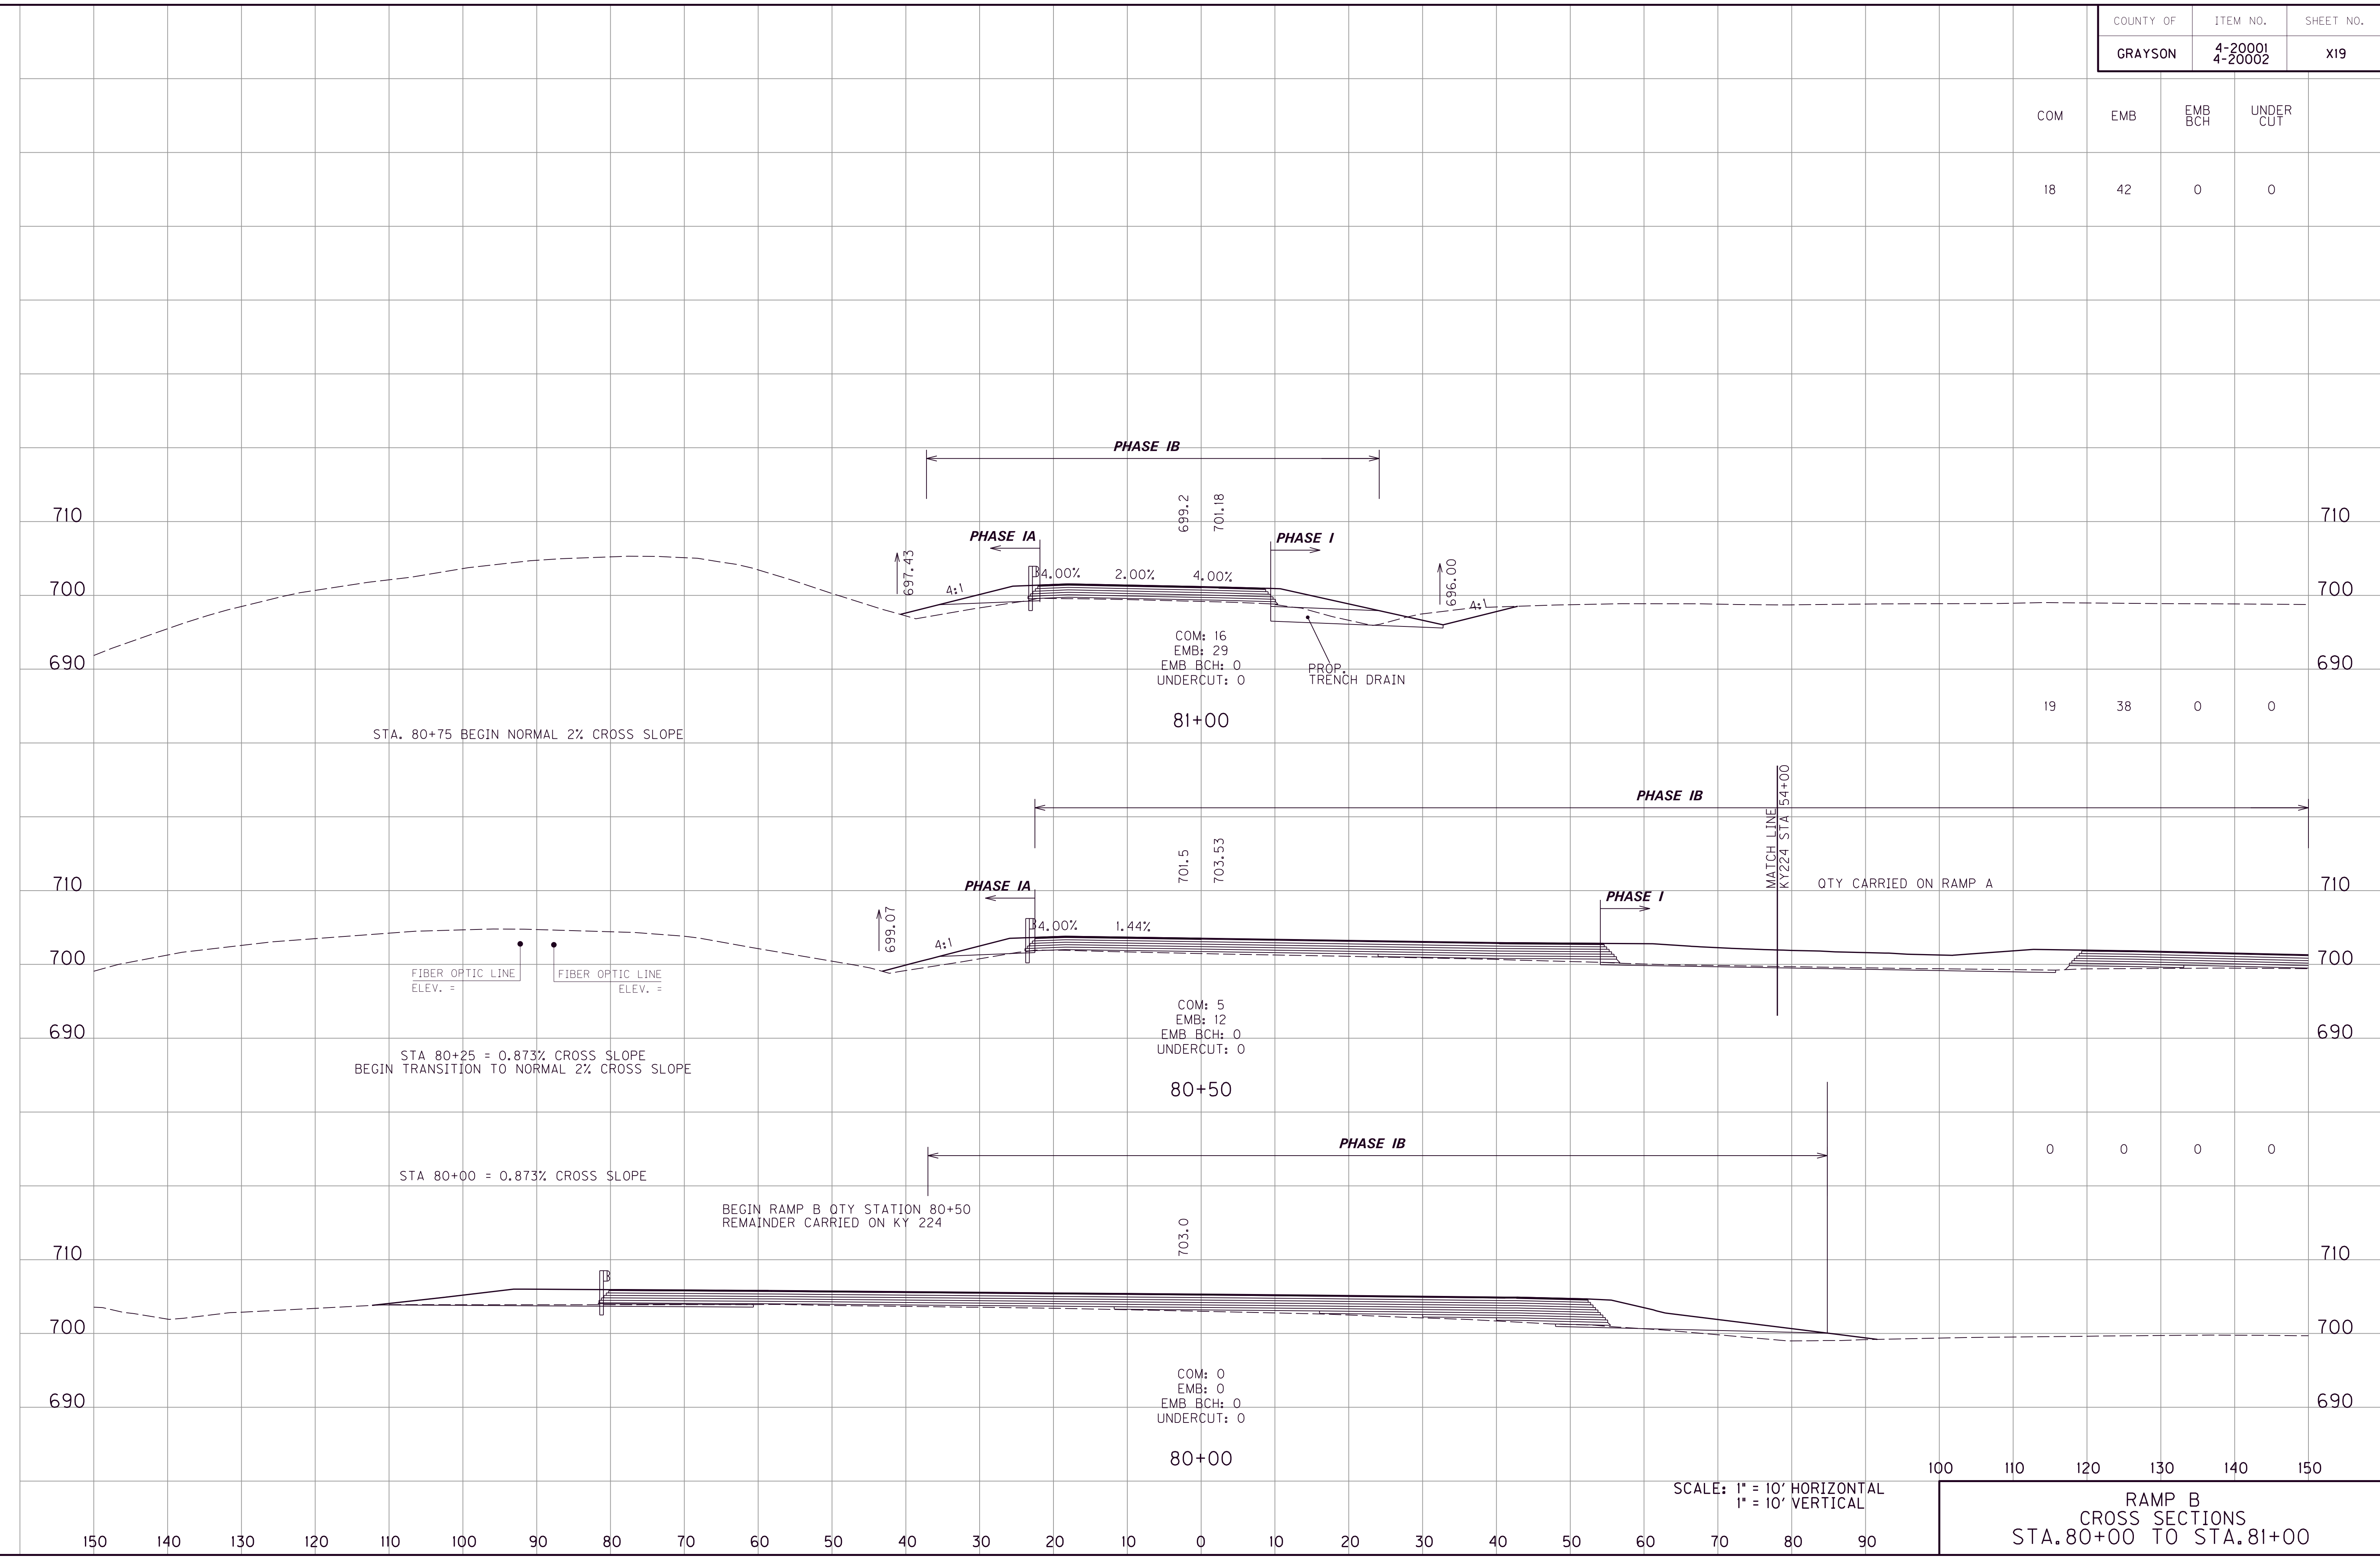 COUNTY OF ITEM NO. SHEET NO.
GRAYSON 4-20001 4-20002 X19
COM EMB EMB BCH UNDER CUT
18 42 0 0
PHASE IB
699.2 701.18
710 710
PHASE IA PHASE I
697.43 696.00
4:1 4.00% 2.00% 4.00% 4:1
700 700
COM: 16
EMB: 29
EMB BCH: 0
UNDERCUT: 0
PROP.
TRENCH DRAIN
690 690
81+00
19 38 0 0
STA. 80+75 BEGIN NORMAL 2% CROSS SLOPE
PHASE IB
MATCH LINE
KY224 STA 54+00
701.5 703.53
710 710
PHASE IA PHASE I
QTY CARRIED ON RAMP A
699.07
4:1 4.00% 1.44%
700 700
FIBER OPTIC LINE
ELEV. =
FIBER OPTIC LINE
ELEV. =
COM: 5
EMB: 12
EMB BCH: 0
UNDERCUT: 0
690 690
STA 80+25 = 0.873% CROSS SLOPE
BEGIN TRANSITION TO NORMAL 2% CROSS SLOPE
80+50
PHASE IB
0 0 0 0
STA 80+00 = 0.873% CROSS SLOPE
BEGIN RAMP B QTY STATION 80+50
REMAINDER CARRIED ON KY 224
703.0
710 710
700 700
COM: 0
EMB: 0
EMB BCH: 0
UNDERCUT: 0
690 690
80+00
100 110 120 130 140 150
SCALE: 1" = 10' HORIZONTAL
1" = 10' VERTICAL
RAMP B
CROSS SECTIONS
STA.80+00 TO STA.81+00
150 140 130 120 110 100 90 80 70 60 50 40 30 20 10 0 10 20 30 40 50 60 70 80 90